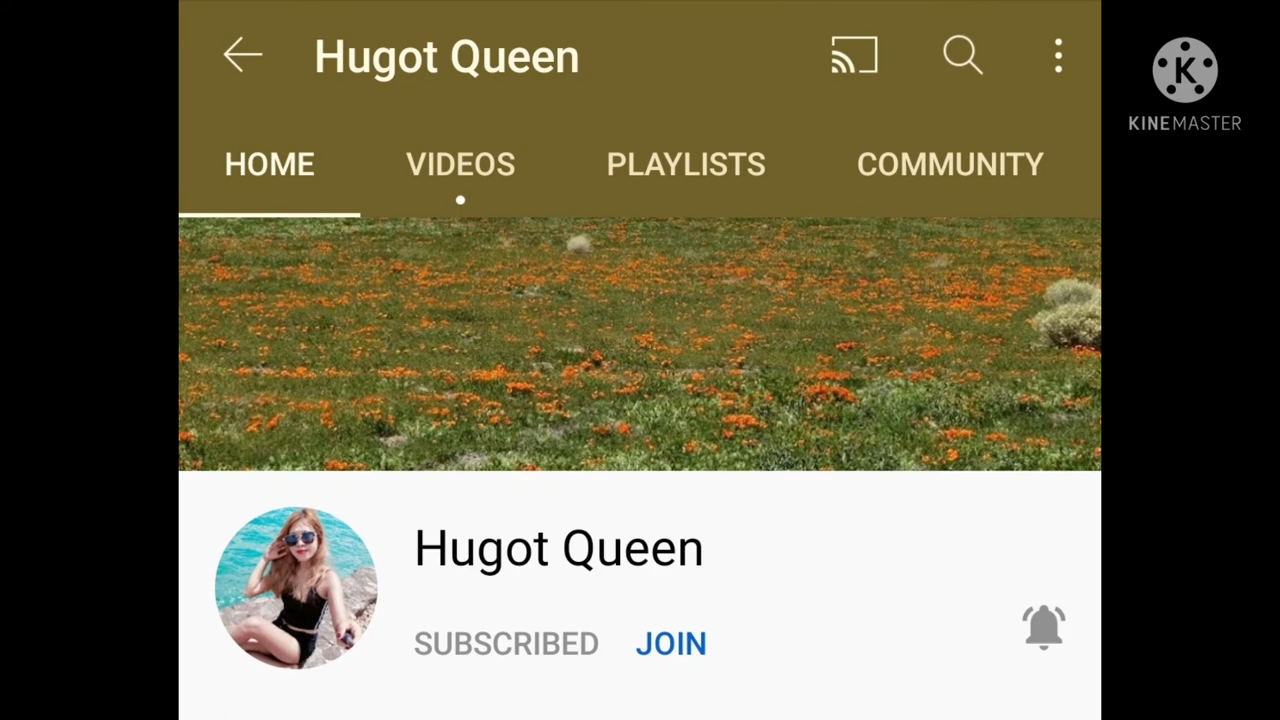 Hugot Queen
K
KINEMASTER
HOME VIDEOS PLAYLISTS COMMUNITY
Hugot Queen
SUBSCRIBED JOIN